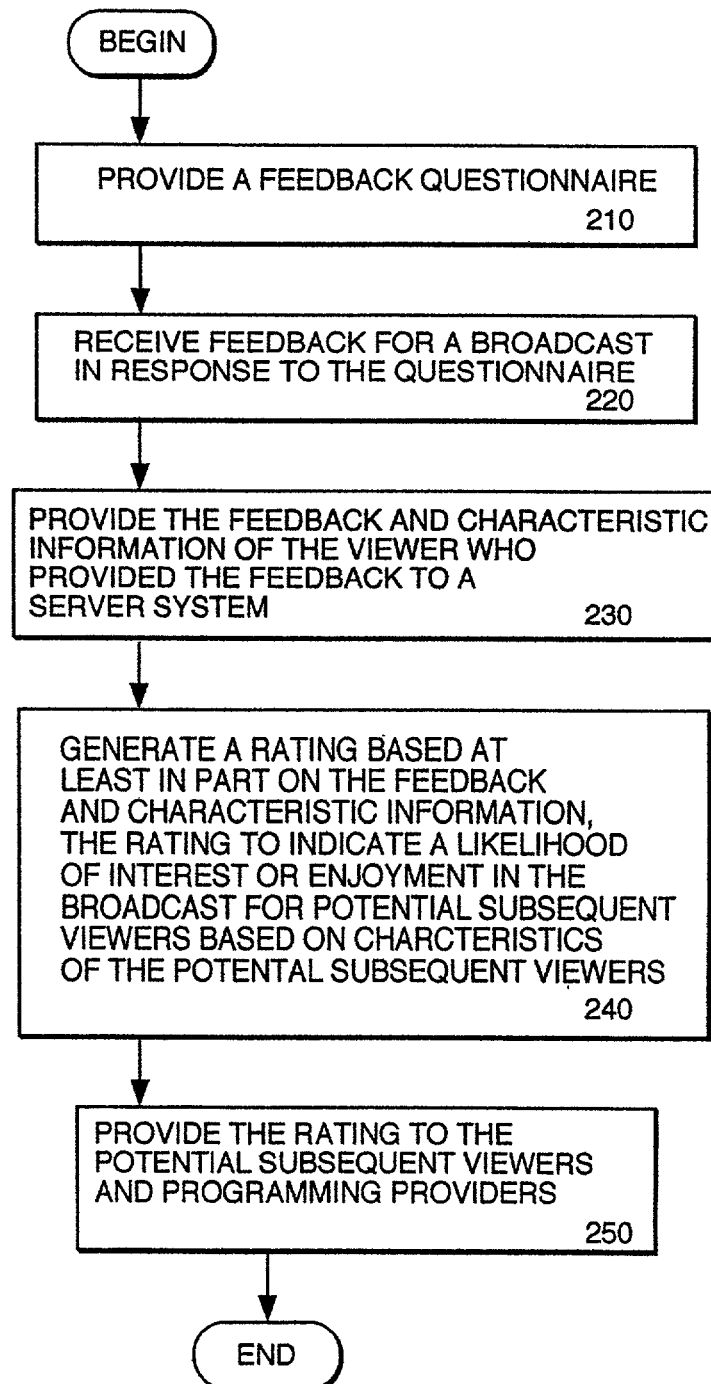 BEGIN
PROVIDE A FEEDBACK QUESTIONNAIRE
210
RECEIVE FEEDBACK FOR A BROADCAST
IN RESPONSE TO THE QUESTIONNAIRE
220
PROVIDE THE FEEDBACK AND CHARACTERISTIC
INFORMATION OF THE VIEWER WHO
PROVIDED THE FEEDBACK TO A
SERVER SYSTEM
230
GENERATE A RATING BASED AT
LEAST IN PART ON THE FEEDBACK
AND CHARACTERISTIC INFORMATION,
THE RATING TO INDICATE A LIKELIHOOD
OF INTEREST OR ENJOYMENT IN THE
BROADCAST FOR POTENTIAL SUBSEQUENT
VIEWERS BASED ON CHARCTERISTICS
OF THE POTENTAL SUBSEQUENT VIEWERS
240
PROVIDE THE RATING TO THE
POTENTIAL SUBSEQUENT VIEWERS
AND PROGRAMMING PROVIDERS
250
END